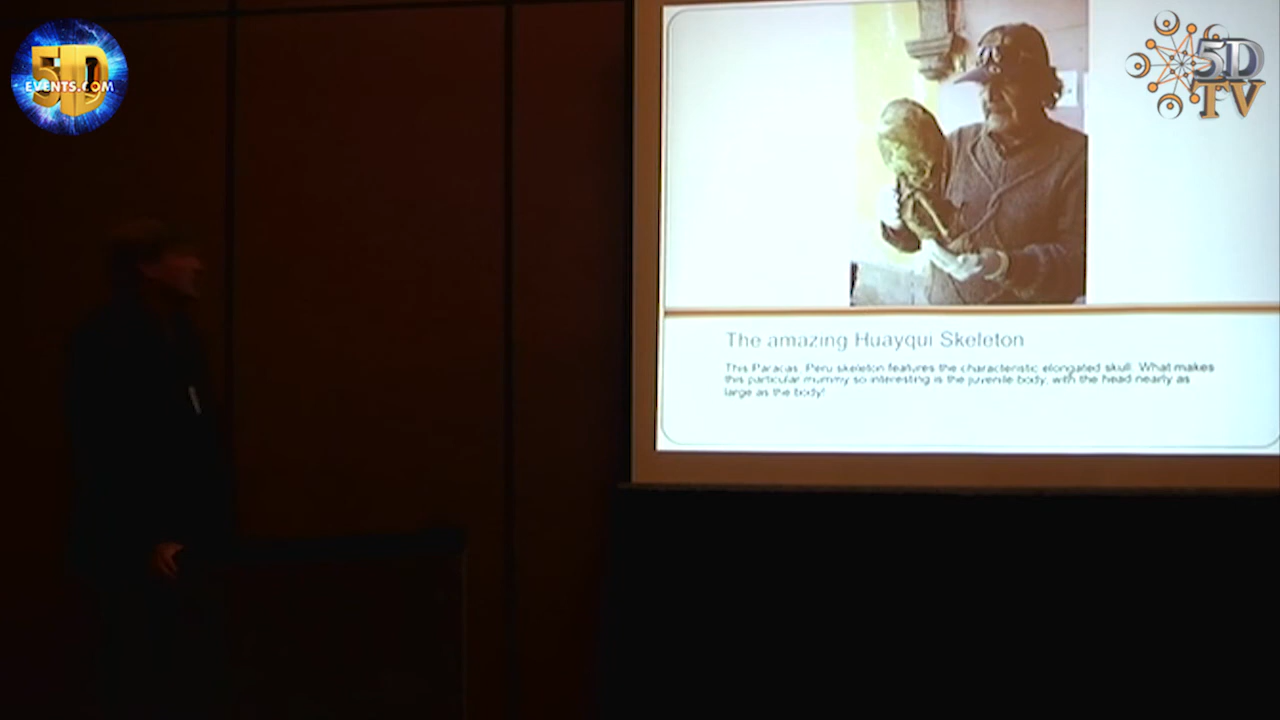 5D
EVENTS.COM
5D
TV
The amazing Huayqui Skeleton
This Paracas, Peru skeleton features the characteristic elongated skull. What makes
this particular mummy so interesting is the juvenile body, with the head nearly as
large as the body!